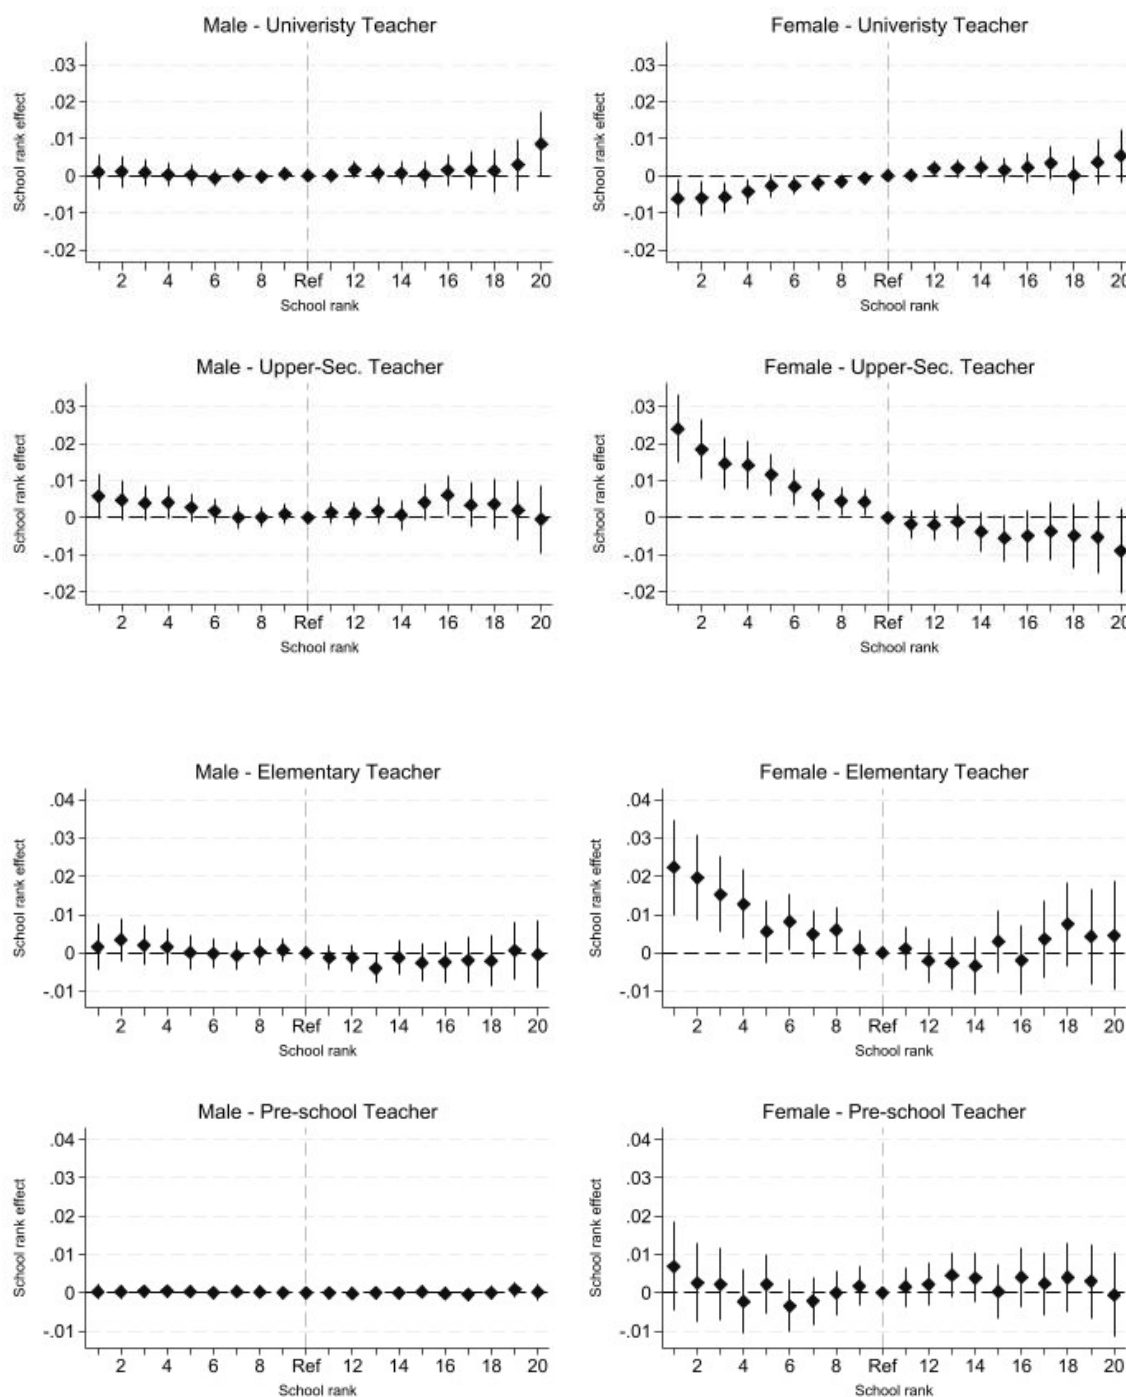 Male - Univeristy Teacher
School rank effect
.03
.02
.01
0
-.01
-.02
2 4 6 8 Ref 12 14 16 18 20
School rank
Female - Univeristy Teacher
School rank effect
.03
.02
.01
0
-.01
-.02
2 4 6 8 Ref 12 14 16 18 20
School rank
Male - Upper-Sec. Teacher
School rank effect
.03
.02
.01
0
-.01
-.02
2 4 6 8 Ref 12 14 16 18 20
School rank
Female - Upper-Sec. Teacher
School rank effect
.03
.02
.01
0
-.01
-.02
2 4 6 8 Ref 12 14 16 18 20
School rank
Male - Elementary Teacher
School rank effect
.04
.03
.02
.01
0
-.01
2 4 6 8 Ref 12 14 16 18 20
School rank
Female - Elementary Teacher
School rank effect
.04
.03
.02
.01
0
-.01
2 4 6 8 Ref 12 14 16 18 20
School rank
Male - Pre-school Teacher
School rank effect
.04
.03
.02
.01
0
-.01
2 4 6 8 Ref 12 14 16 18 20
School rank
Female - Pre-school Teacher
School rank effect
.04
.03
.02
.01
0
-.01
2 4 6 8 Ref 12 14 16 18 20
School rank